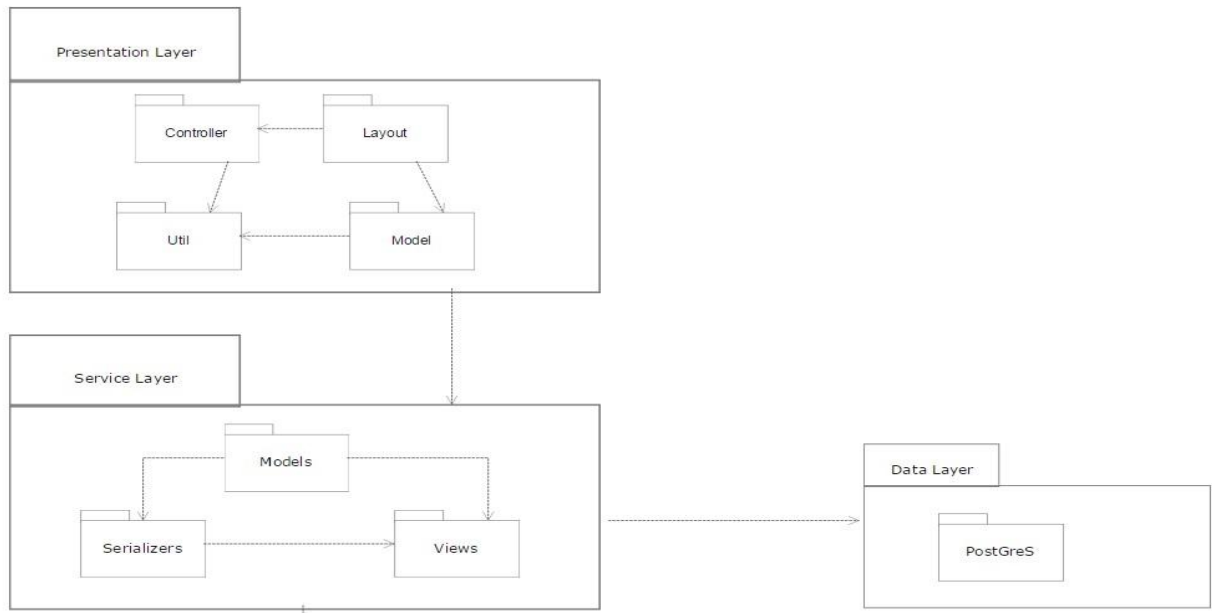 Presentation Layer
Controller
Layout
Util
Model
Service Layer
Models
Serializers
Views
Data Layer
PostGreS